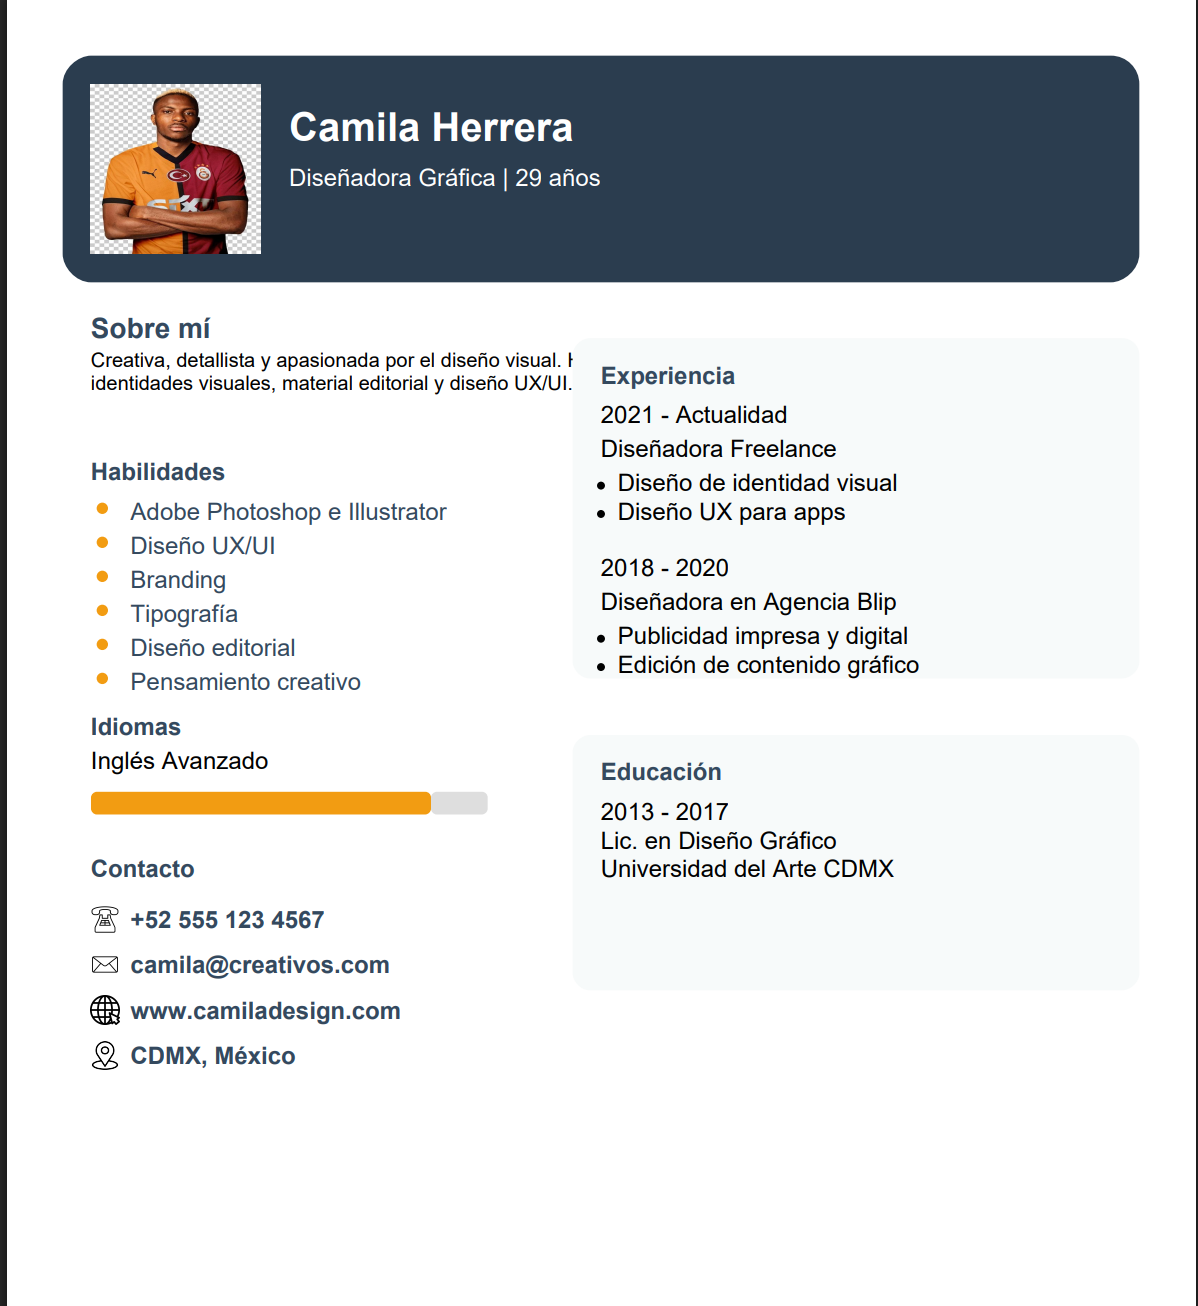 Camila Herrera
Diseñadora Gráfica | 29 años
Sobre mí
Creativa, detallista y apasionada por el diseño visual.
identidades visuales, material editorial y diseño UX/UI.
Habilidades
Adobe Photoshop e Illustrator
Diseño UX/UI
Branding
Tipografía
Diseño editorial
Pensamiento creativo
Idiomas
Inglés Avanzado
Contacto
+52 555 123 4567
camila@creativos.com
www.camiladesign.com
CDMX, México
Experiencia
2021 - Actualidad
Diseñadora Freelance
Diseño de identidad visual
Diseño UX para apps
2018 - 2020
Diseñadora en Agencia Blip
Publicidad impresa y digital
Edición de contenido gráfico
Educación
2013 - 2017
Lic. en Diseño Gráfico
Universidad del Arte CDMX